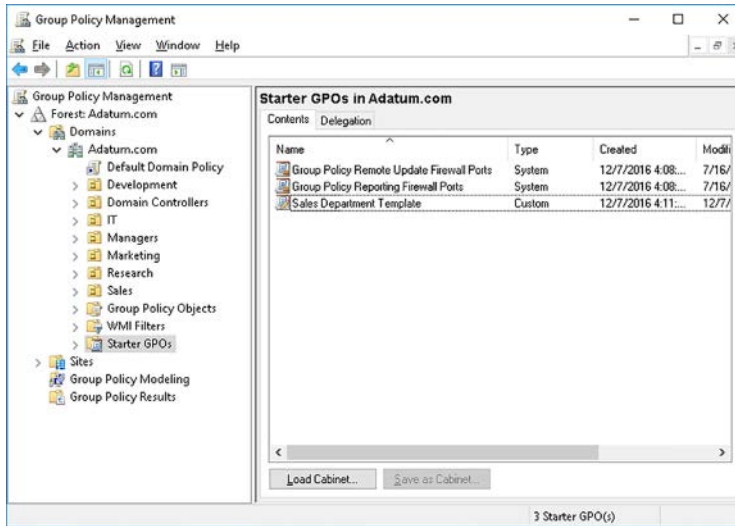 Group Policy Management
File Action View Window Help
Group Policy Management
Forest: Adatum.com
Domains
Adatum.com
Default Domain Policy
Development
Domain Controllers
IT
Managers
Marketing
Research
Sales
Group Policy Objects
WMI Filters
Starter GPOs
Sites
Group Policy Modeling
Group Policy Results
Starter GPOs in Adatum.com
Contents Delegation
Name Type Created Modifi
Group Policy Remote Update Firewall Ports System 12/7/2016 4:08:... 7/16/
Group Policy Reporting Firewall Ports System 12/7/2016 4:08:... 7/16/
Sales Department Template Custom 12/7/2016 4:11:... 12/7/
Load Cabinet... Save as Cabinet...
3 Starter GPO(s)